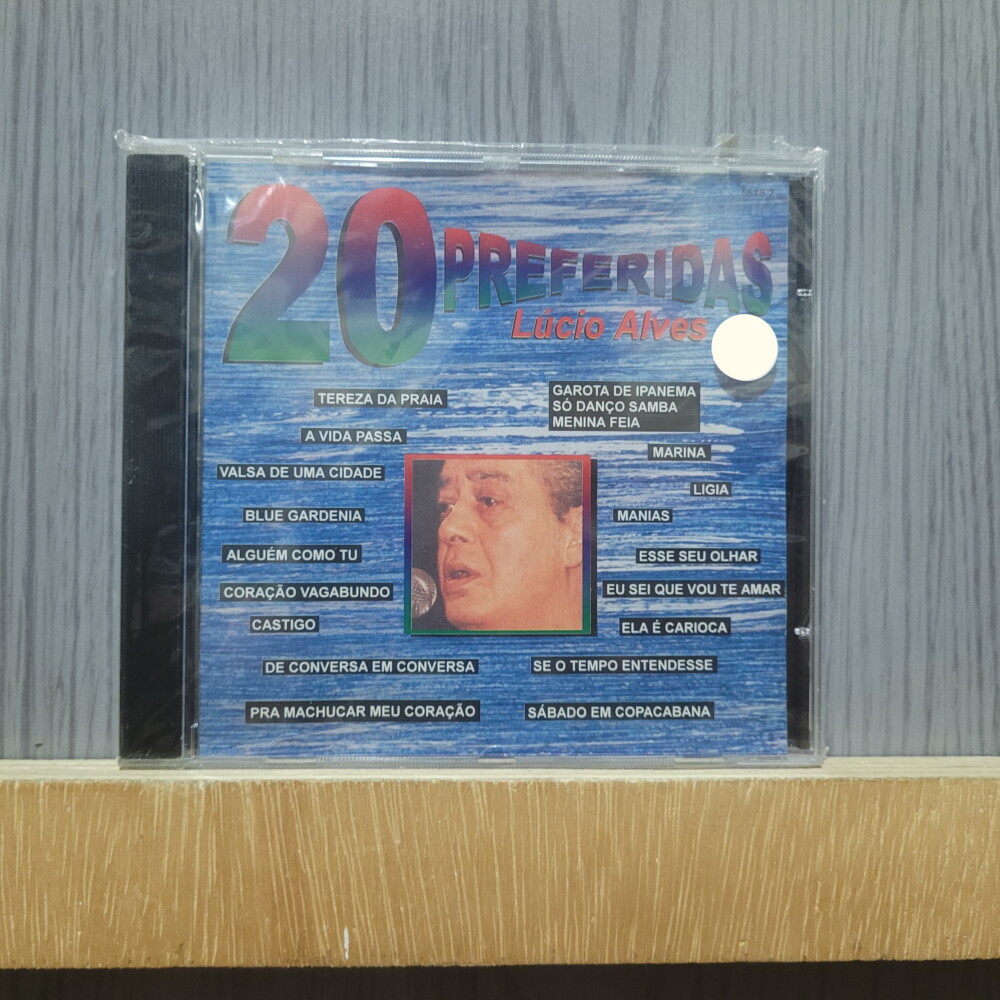 20 PREFERIDAS
Lúcio Alves
TEREZA DA PRAIA
A VIDA PASSA
VALSA DE UMA CIDADE
BLUE GARDENIA
ALGUÉM COMO TU
CORAÇÃO VAGABUNDO
CASTIGO
DE CONVERSA EM CONVERSA
PRA MACHUCAR MEU CORAÇÃO
GAROTA DE IPANEMA
SÓ DANÇO SAMBA
MENINA FEIA
MARINA
LIGIA
MANIAS
ESSE SEU OLHAR
EU SEI QUE VOU TE AMAR
ELA É CARIOCA
SE O TEMPO ENTENDESSE
SÁBADO EM COPACABANA